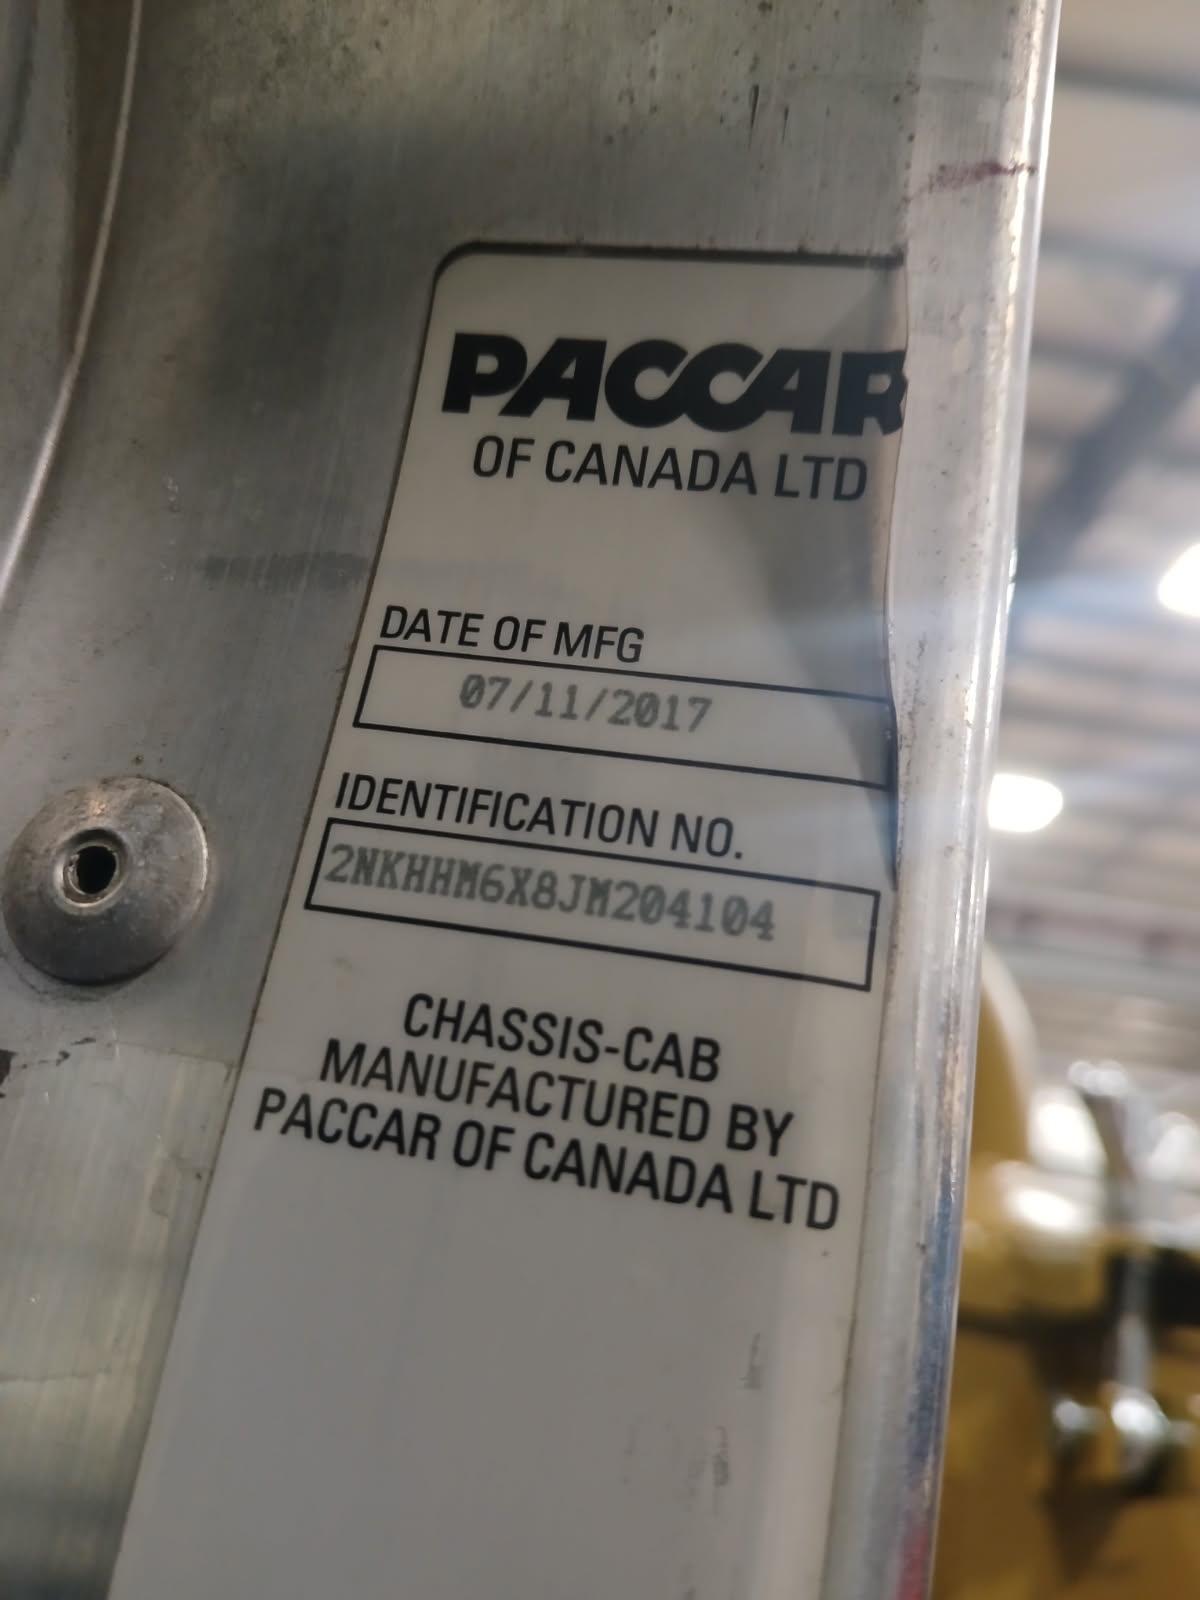 PACCAR
OF CANADA LTD
DATE OF MFG
07/11/2017
IDENTIFICATION NO.
2NKHHM6X8JM204104
CHASSIS-CAB
MANUFACTURED BY
PACCAR OF CANADA LTD